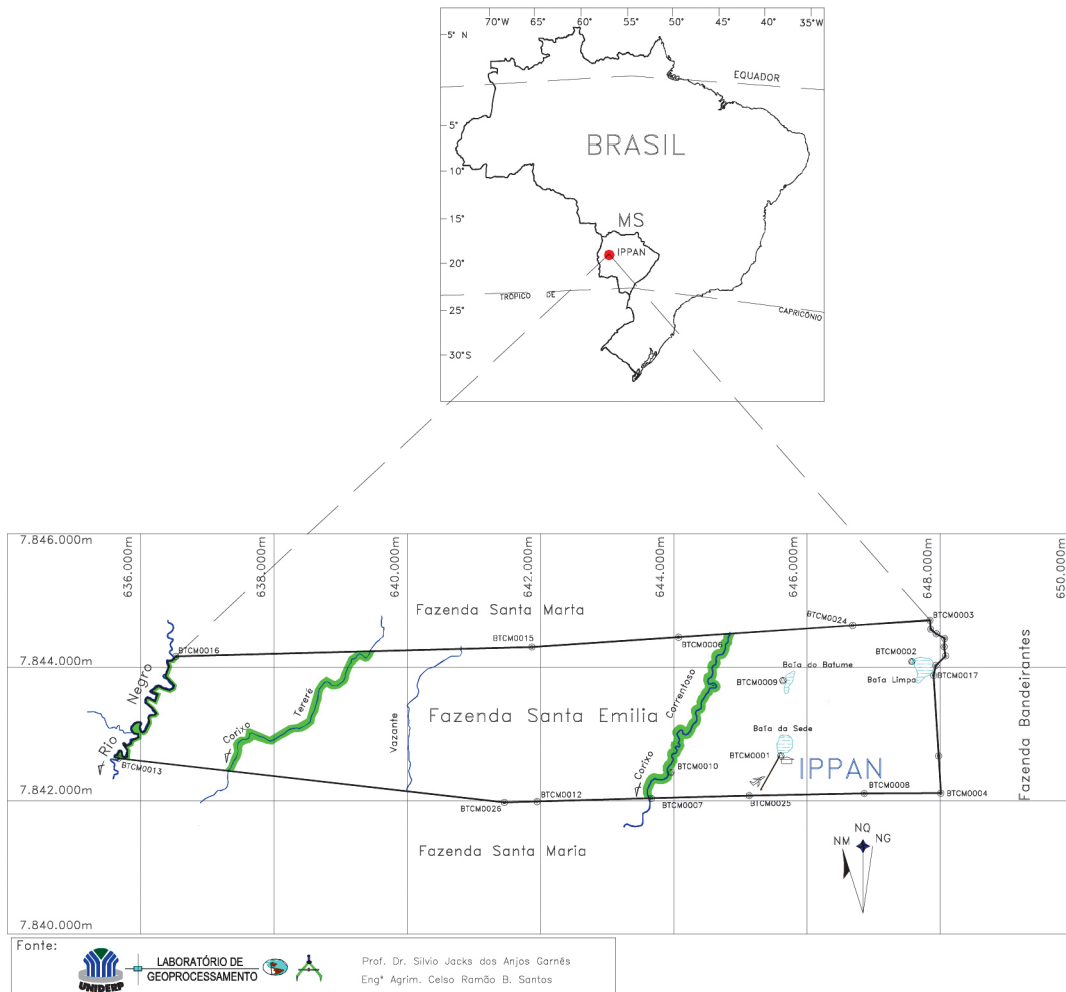 70°W 65° 60° 55° 50° 45° 40° 35°W
5° N
EQUADOR
5°
BRASIL
10°
15°
MS
IPPAN
20°
TRÓPICO DE CAPRICÓNIO
25°
30°S
7.846.000m
636.000m
638.000m
640.000m
642.000m
644.000m
646.000m
648.000m
650.000m
Fazenda Santa Marta
BTCM0024
BTCM0003
BTCM0016
BTCM0015
BTCM0006
7.844.000m
BTCM0002
Baía do Batume
Baía Limpa
BTCM0017
BTCM0009
Rio Negro
Corixo Tereré
Vazante
Fazenda Santa Emilia
Corixo Correntoso
Baía da Sede
BTCM0001
IPPAN
Fazenda Bandeirantes
BTCM0013
BTCM0010
7.842.000m
BTCM0026
BTCM0012
BTCM0007
BTCM0025
BTCM0008
BTCM0004
Fazenda Santa Maria
NM NQ NG
7.840.000m
Fonte:
UNIDERP
LABORATÓRIO DE
GEOPROCESSAMENTO
Prof. Dr. Silvio Jacks dos Anjos Garnês
Engº Agrim. Celso Ramão B. Santos